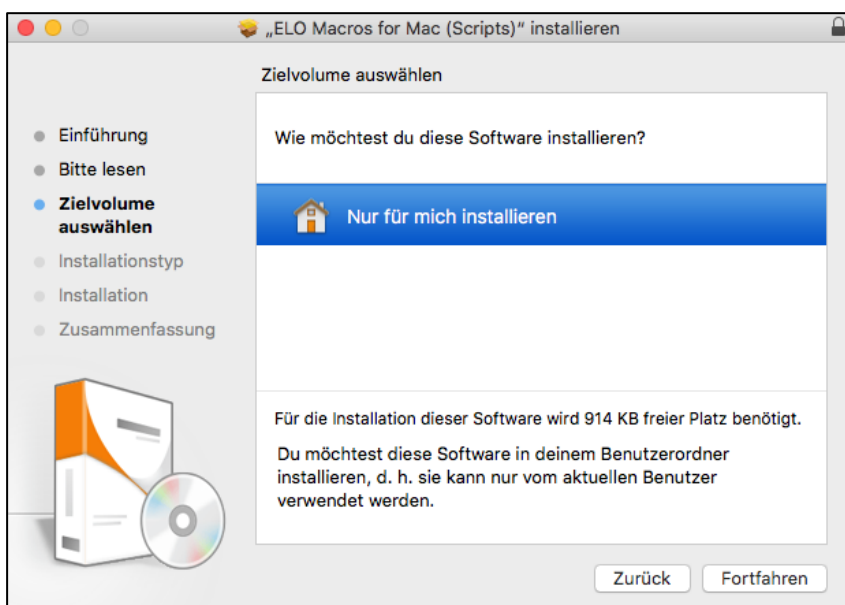 „ELO Macros for Mac (Scripts)“ installieren
Zielvolume auswählen
Einführung
Bitte lesen
Zielvolume
auswählen
Installationstyp
Installation
Zusammenfassung
Wie möchtest du diese Software installieren?
Nur für mich installieren
Für die Installation dieser Software wird 914 KB freier Platz benötigt.
Du möchtest diese Software in deinem Benutzerordner
installieren, d. h. sie kann nur vom aktuellen Benutzer
verwendet werden.
Zurück
Fortfahren